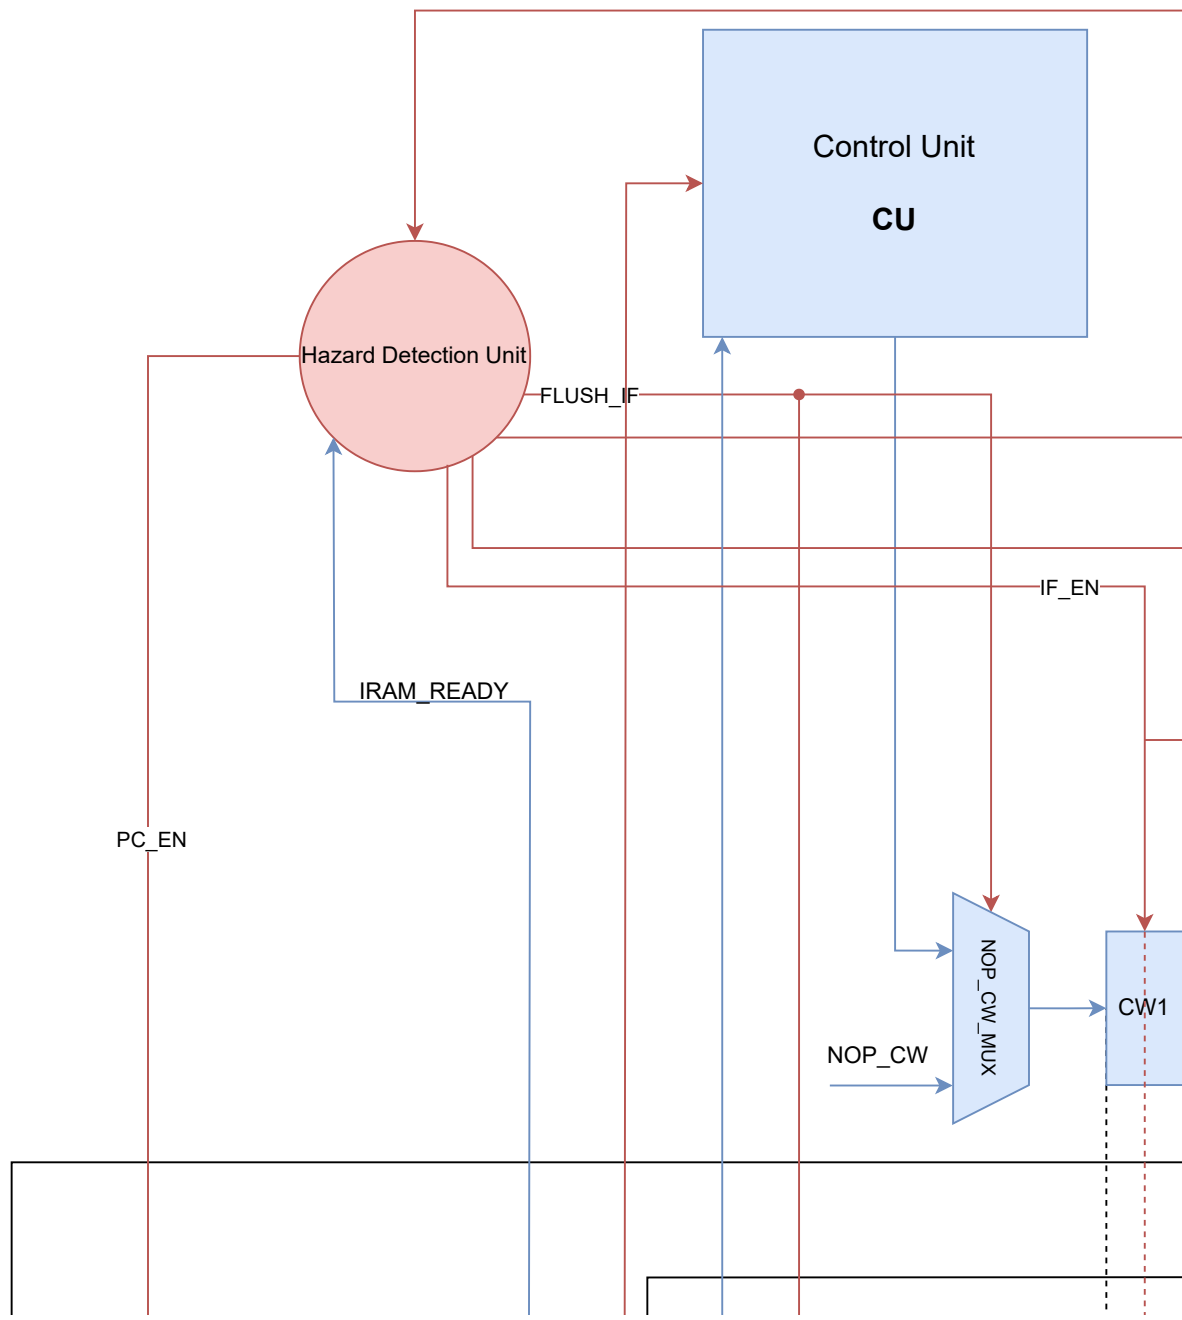 Control Unit
CU
Hazard Detection Unit
FLUSH_IF
IF_EN
IRAM_READY
PC_EN
NOP_CW_MUX
CW1
NOP_CW